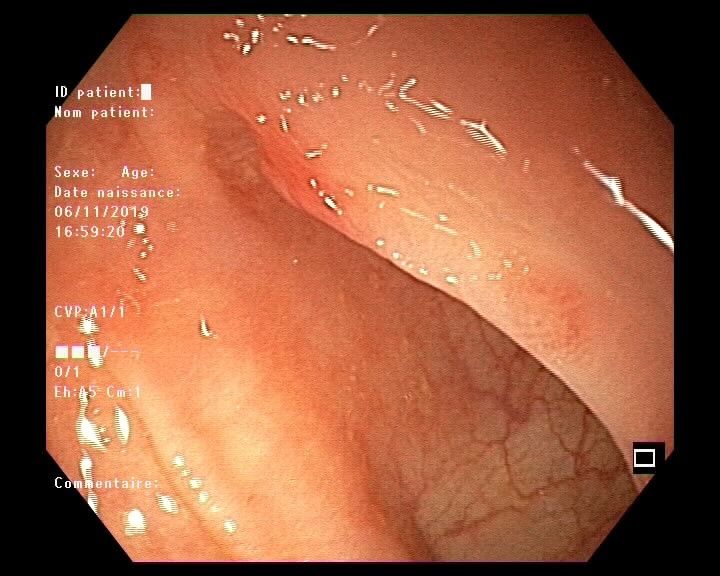 ID patient:
Nom patient:
Sexe: Age:
Date naissance:
06/11/2019
16:59:20
CVP:A1/1
0/1
Eh:A5 Cm:1
Commentaire: